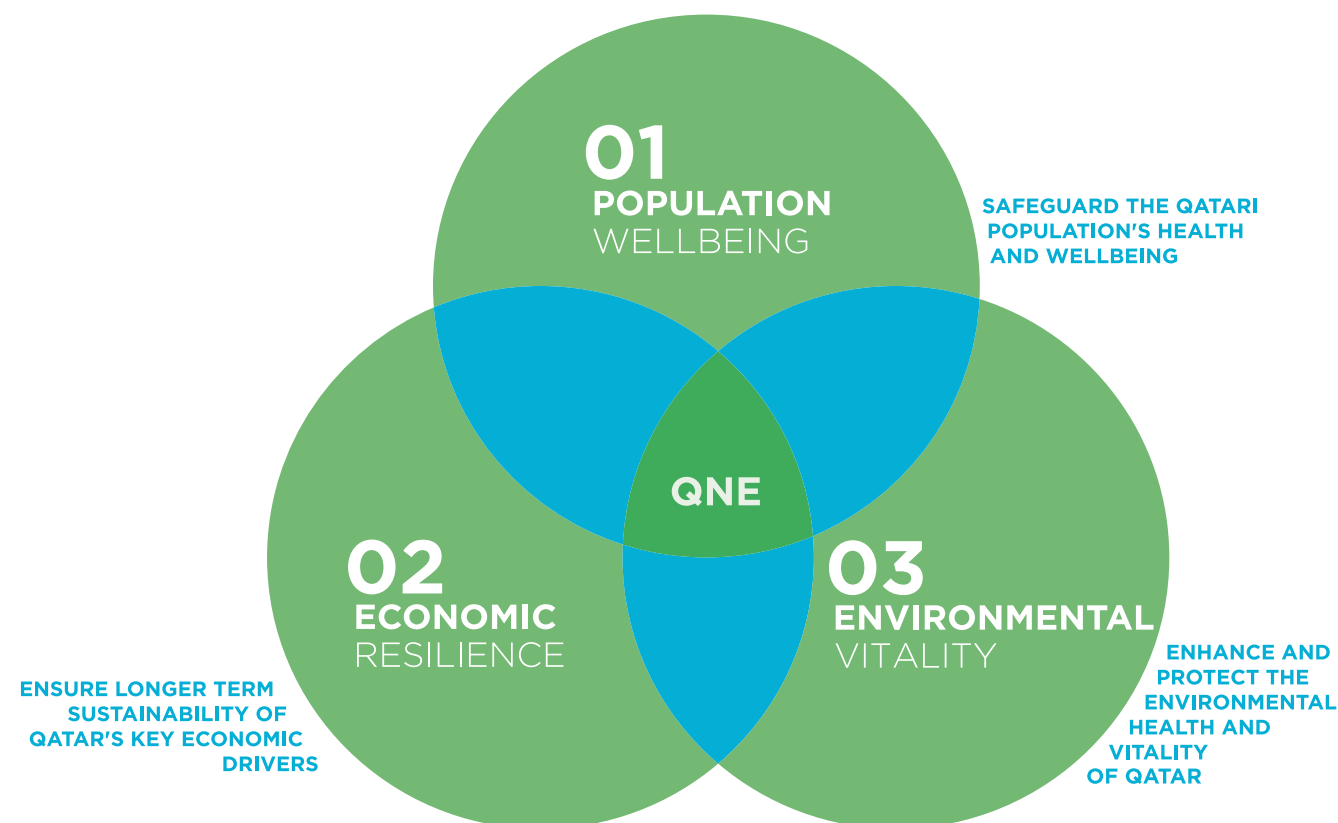 01
POPULATION
WELLBEING
SAFEGUARD THE QATARI
POPULATION'S HEALTH
AND WELLBEING
QNE
02
ECONOMIC
RESILIENCE
03
ENVIRONMENTAL
VITALITY
ENSURE LONGER TERM
SUSTAINABILITY OF
QATAR'S KEY ECONOMIC
DRIVERS
ENHANCE AND
PROTECT THE
ENVIRONMENTAL
HEALTH AND
VITALITY
OF QATAR